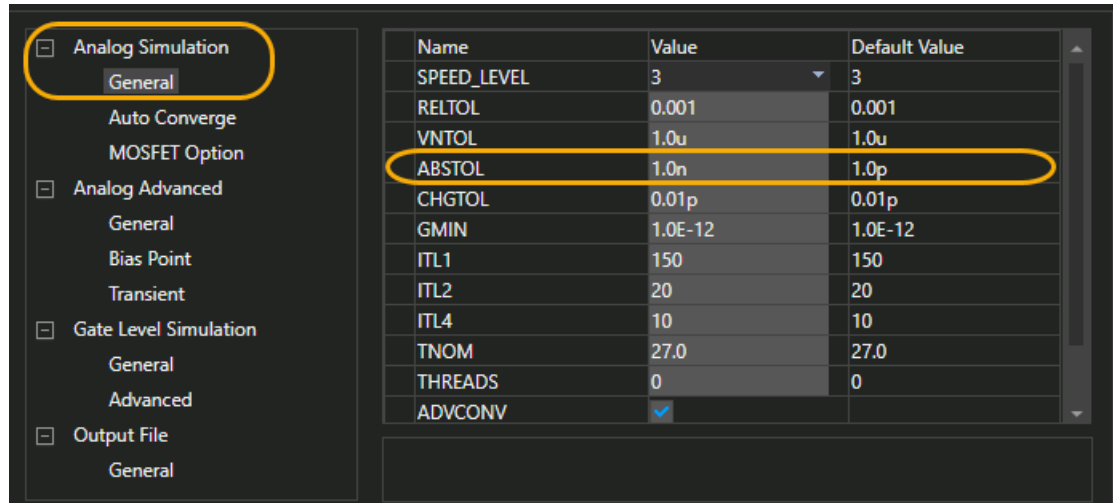 Analog Simulation
General
Auto Converge
MOSFET Option
Analog Advanced
General
Bias Point
Transient
Gate Level Simulation
General
Advanced
Output File
General
Name Value Default Value
SPEED_LEVEL 3 3
RELTOL 0.001 0.001
VNTOL 1.0u 1.0u
ABSTOL 1.0n 1.0p
CHGTOL 0.01p 0.01p
GMIN 1.0E-12 1.0E-12
ITL1 150 150
ITL2 20 20
ITL4 10 10
TNOM 27.0 27.0
THREADS 0 0
ADVCONV